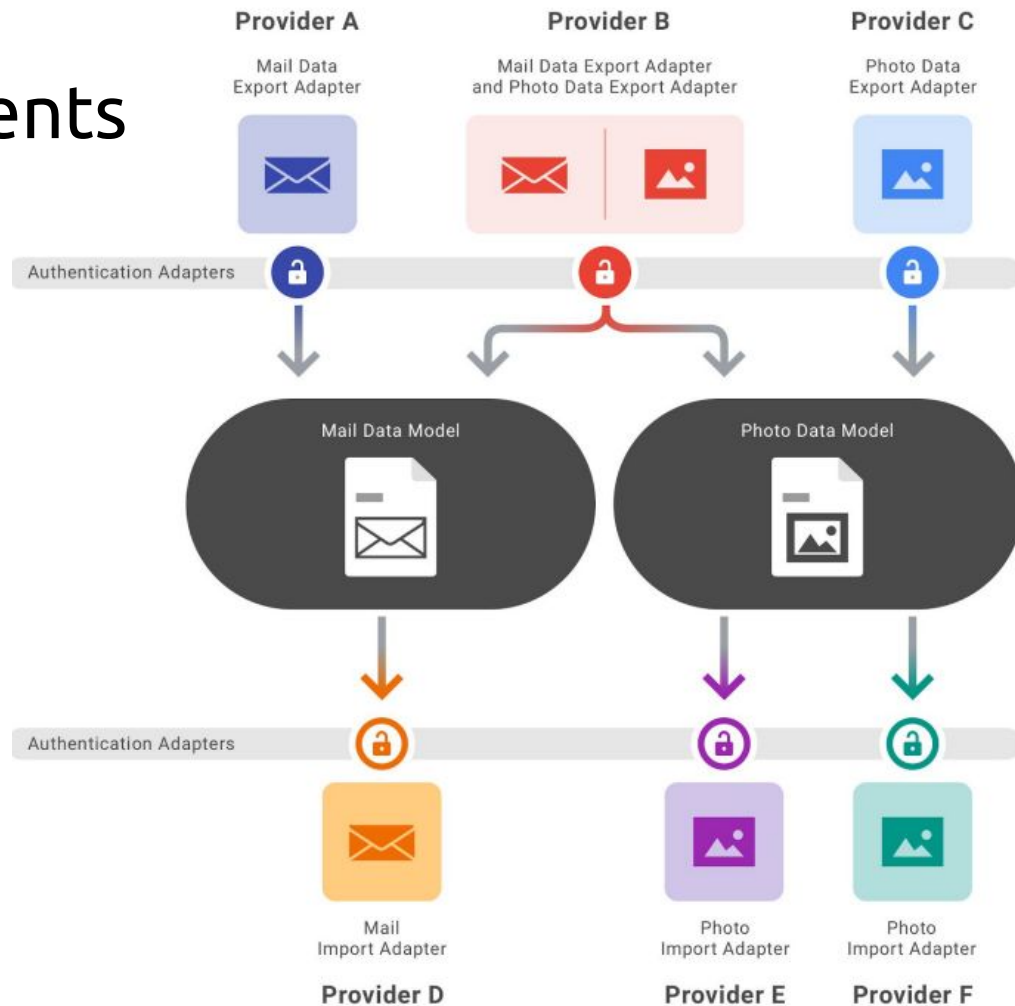 ents
Provider A
Provider B
Provider C
Mail Data
Export Adapter
Mail Data Export Adapter
and Photo Data Export Adapter
Photo Data
Export Adapter
Authentication Adapters
Mail Data Model
Photo Data Model
Authentication Adapters
Mail
Import Adapter
Photo
Import Adapter
Photo
Import Adapter
Provider D
Provider E
Provider F